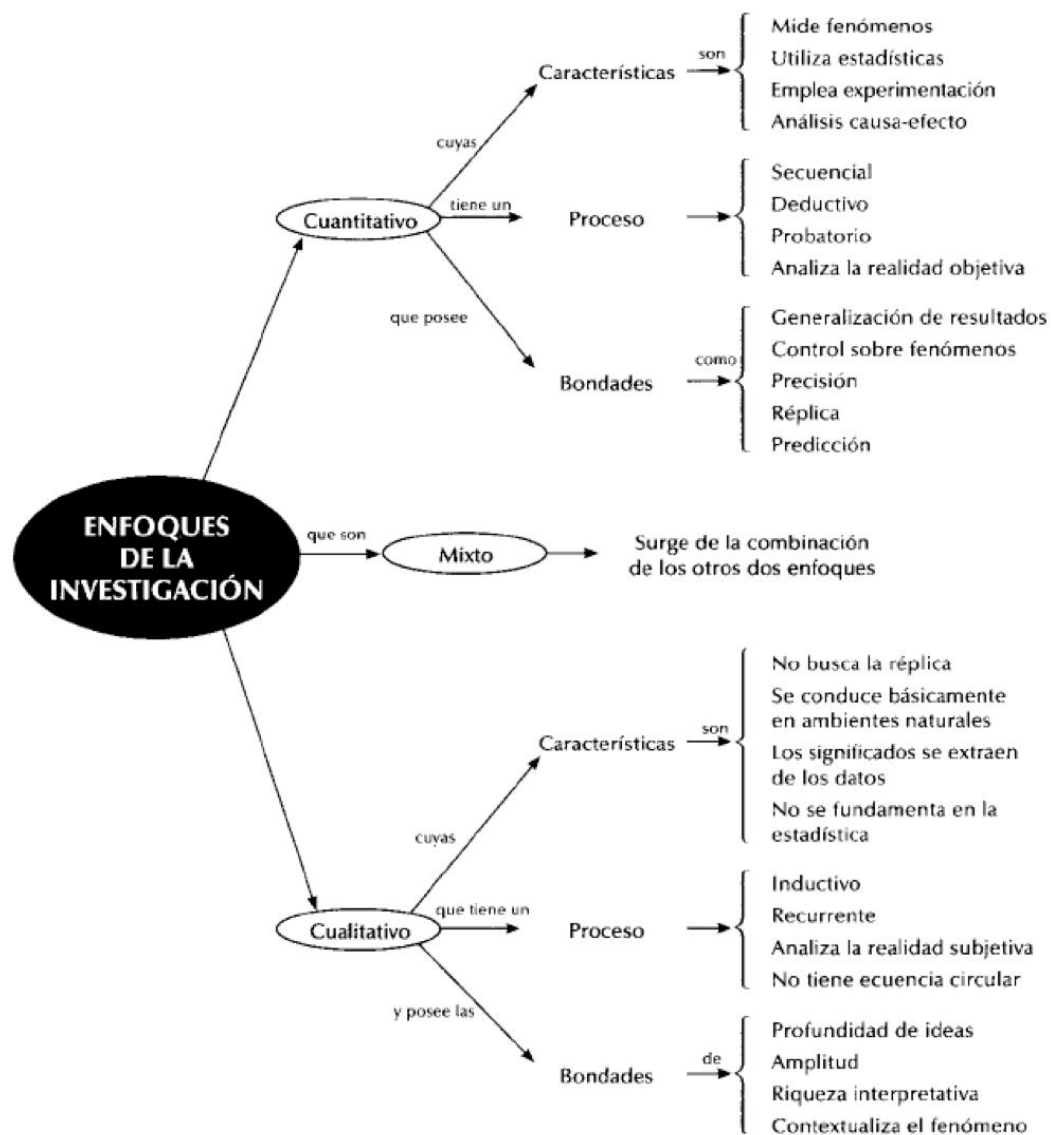 ENFOQUES
DE LA
INVESTIGACIÓN
Cuantitativo
cuyas
Características
son
Mide fenómenos
Utiliza estadísticas
Emplea experimentación
Análisis causa-efecto
tiene un
Proceso
Secuencial
Deductivo
Probatorio
Analiza la realidad objetiva
que posee
Bondades
como
Generalización de resultados
Control sobre fenómenos
Precisión
Réplica
Predicción
que son
Mixto
Surge de la combinación
de los otros dos enfoques
Cualitativo
cuyas
Características
son
No busca la réplica
Se conduce básicamente
en ambientes naturales
Los significados se extraen
de los datos
No se fundamenta en la
estadística
que tiene un
Proceso
Inductivo
Recurrente
Analiza la realidad subjetiva
No tiene ecuencia circular
y posee las
Bondades
de
Profundidad de ideas
Amplitud
Riqueza interpretativa
Contextualiza el fenómeno